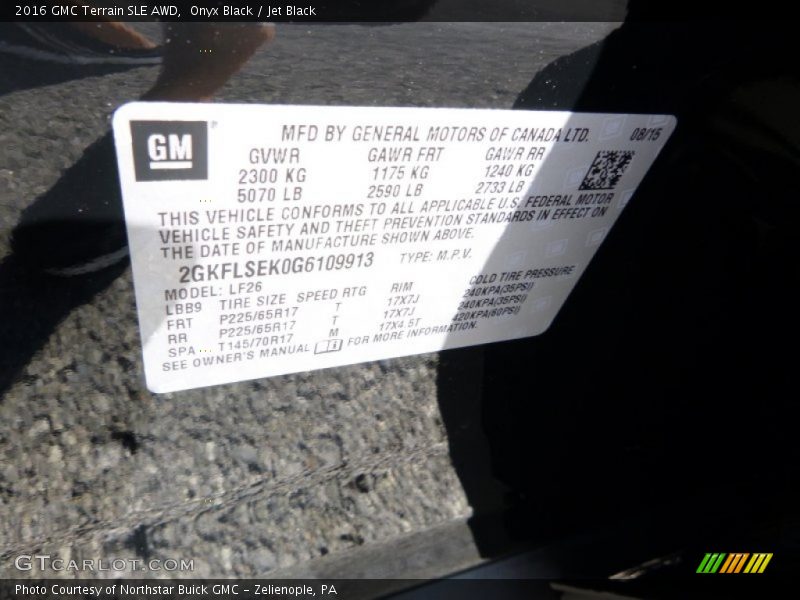 2016 GMC Terrain SLE AWD,  Onyx Black / Jet Black
GM
MFD BY GENERAL MOTORS OF CANADA LTD. 08/15
GVWR GAWR FRT GAWR RR
2300 KG 1175 KG 1240 KG
5070 LB 2590 LB 2733 LB
THIS VEHICLE CONFORMS TO ALL APPLICABLE U.S. FEDERAL MOTOR
VEHICLE SAFETY AND THEFT PREVENTION STANDARDS IN EFFECT ON
THE DATE OF MANUFACTURE SHOWN ABOVE.
2GKFLSEK0G6109913 TYPE: M.P.V.
MODEL: LF26
LBB9 TIRE SIZE SPEED RTG RIM COLD TIRE PRESSURE
FRT P225/65R17 T 17X7J 240KPA(35PSI)
RR P225/65R17 T 17X7J 240KPA(35PSI)
SPA T145/70R17 M 17X4.5T 420KPA(60PSI)
SEE OWNER'S MANUAL FOR MORE INFORMATION.
GTCARLOT.COM
Photo Courtesy of Northstar Buick GMC - Zelienople, PA